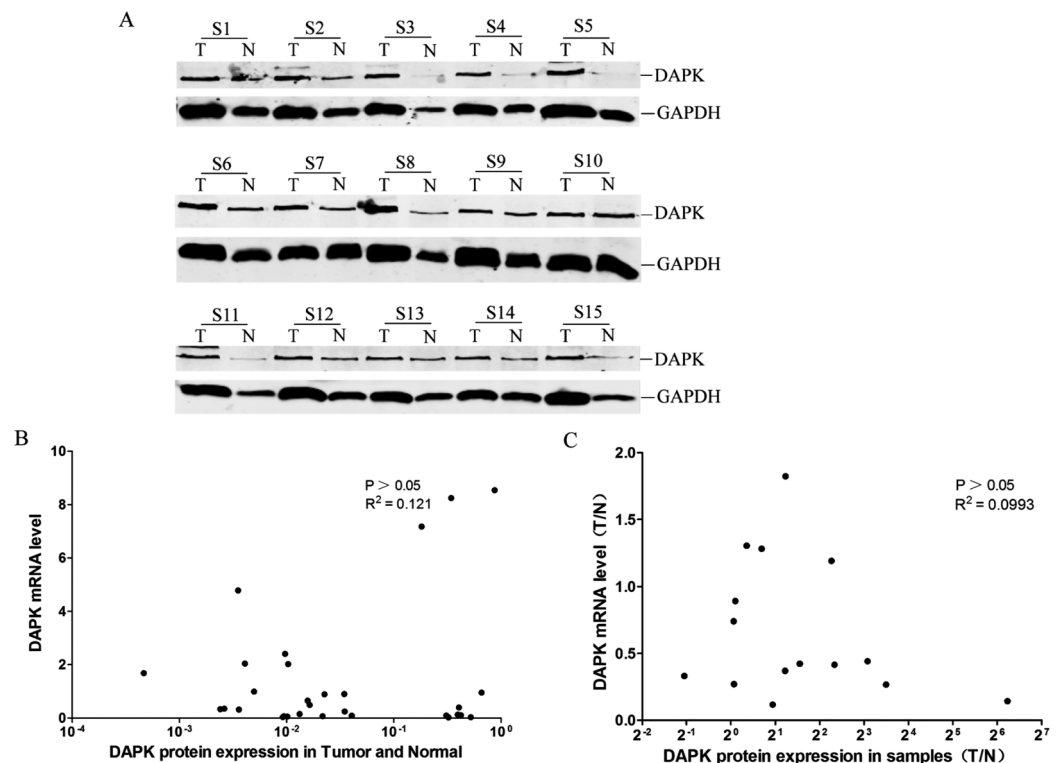 A
S1 S2 S3 S4 S5
T N T N T N T N T N
DAPK
GAPDH
S6 S7 S8 S9 S10
T N T N T N T N T N
DAPK
GAPDH
S11 S12 S13 S14 S15
T N T N T N T N T N
DAPK
GAPDH
B
10
8
6
4
2
0
DAPK mRNA level
P > 0.05
R² = 0.121
10⁻⁴ 10⁻³ 10⁻² 10⁻¹ 10⁰
DAPK protein expression in Tumor and Normal
C
2.0
1.5
1.0
0.5
0.0
DAPK mRNA level (T/N)
P > 0.05
R² = 0.0993
2⁻² 2⁻¹ 2⁰ 2¹ 2² 2³ 2⁴ 2⁵ 2⁶ 2⁷
DAPK protein expression in samples (T/N)